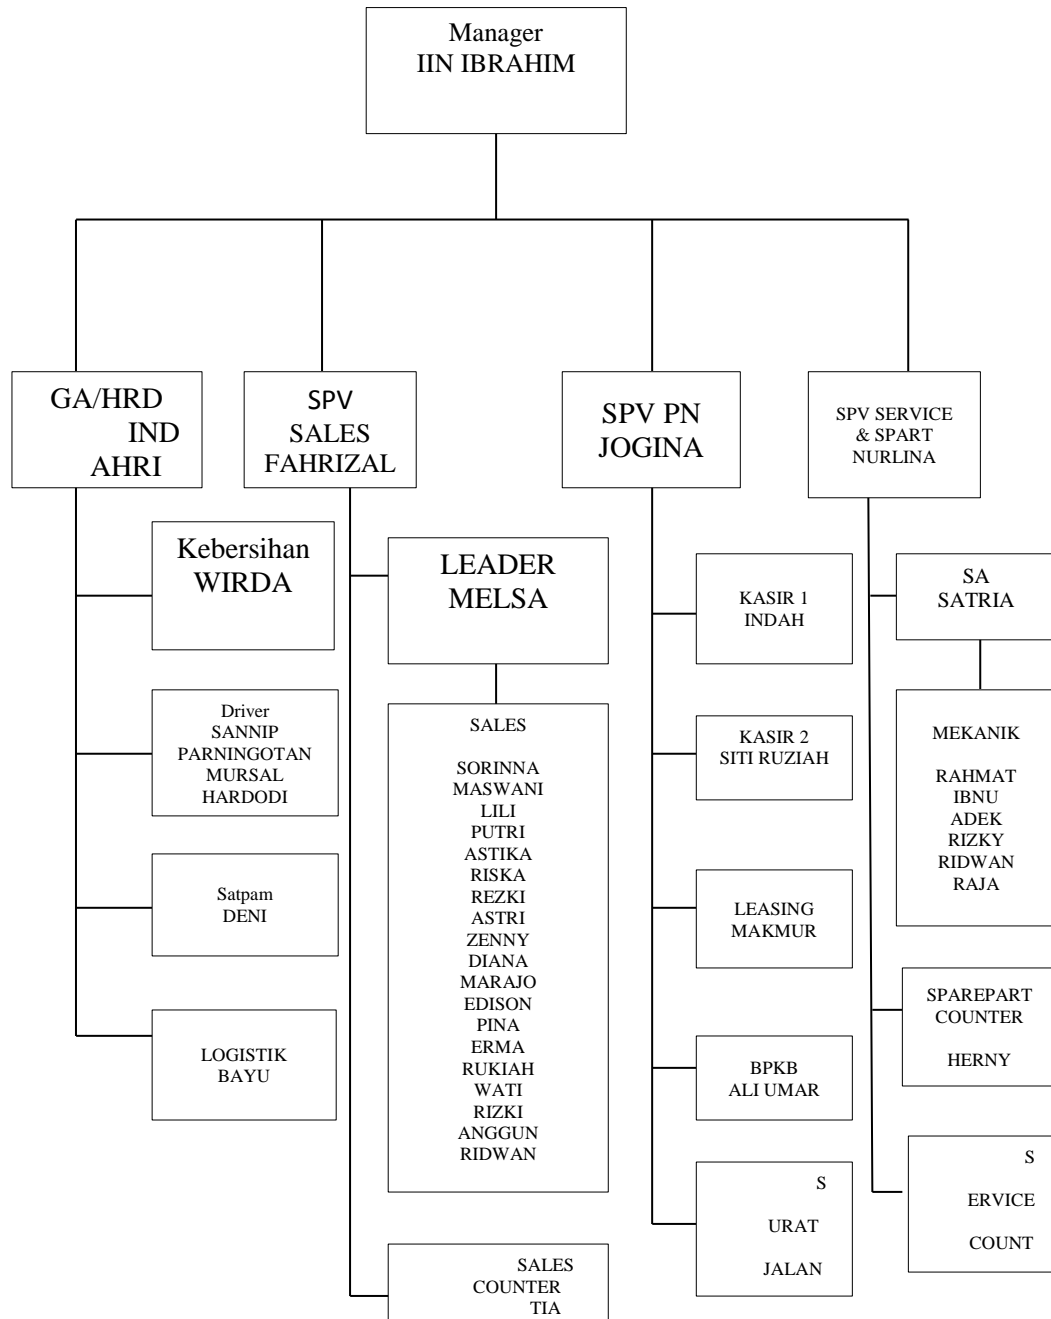 Manager
IIN IBRAHIM
GA/HRD
IND
AHRI
SPV
SALES
FAHRIZAL
SPV PN
JOGINA
SPV SERVICE
& SPART
NURLINA
Kebersihan
WIRDA
Driver
SANNIP
PARNINGOTAN
MURSAL
HARDODI
Satpam
DENI
LOGISTIK
BAYU
LEADER
MELSA
SALES
SORINNA
MASWANI
LILI
PUTRI
ASTIKA
RISKA
REZKI
ASTRI
ZENNY
DIANA
MARAJO
EDISON
PINA
ERMA
RUKIAH
WATI
RIZKI
ANGGUN
RIDWAN
SALES
COUNTER
TIA
KASIR 1
INDAH
KASIR 2
SITI RUZIAH
LEASING
MAKMUR
BPKB
ALI UMAR
S
URAT
JALAN
SA
SATRIA
MEKANIK
RAHMAT
IBNU
ADEK
RIZKY
RIDWAN
RAJA
SPAREPART
COUNTER
HERNY
S
ERVICE
COUNT